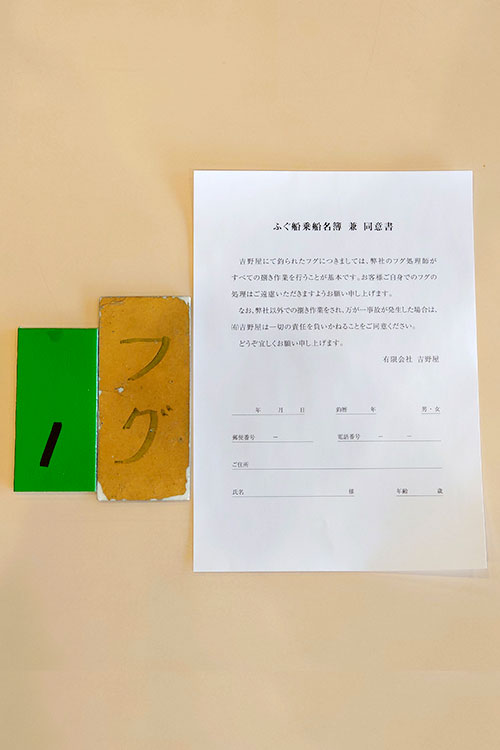 1
フグ
ふぐ船乗船名簿 兼 同意書
吉野屋にて釣られたフグにつきましては、弊社のフグ処理師が
すべての捌き作業を行うことが基本です。お客様ご自身でのフグの
処理はご遠慮いただきますようお願い申し上げます。
なお、弊社以外での捌き作業をされ、万が一事故が発生した場合は、
㈲吉野屋は一切の責任を負いかねることをご同意ください。
どうぞ宜しくお願い申し上げます。
有限会社 吉野屋
年 月 日 釣暦 年 男・女
郵便番号 － 電話番号 － －
ご住所
氏名 様 年齢 歳